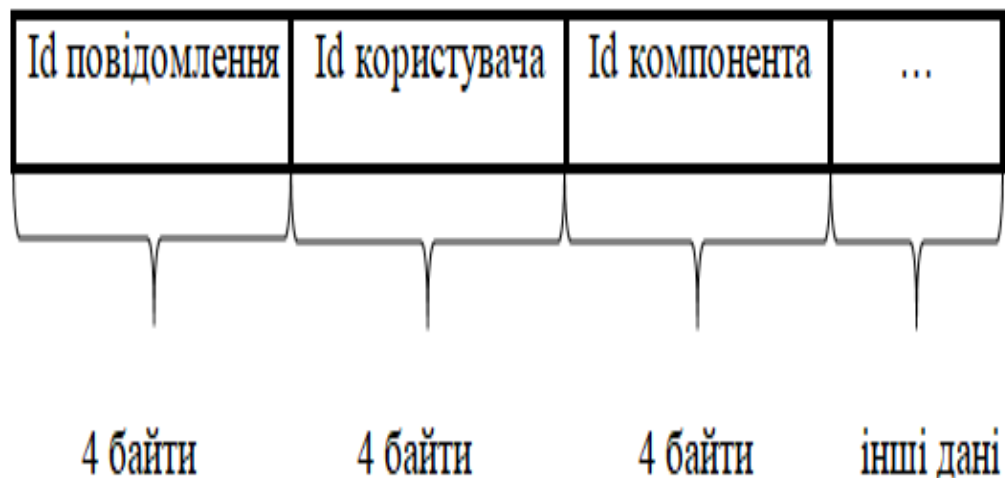 Id повідомлення Id користувача Id компонента ...
4 байти 4 байти 4 байти інші дані